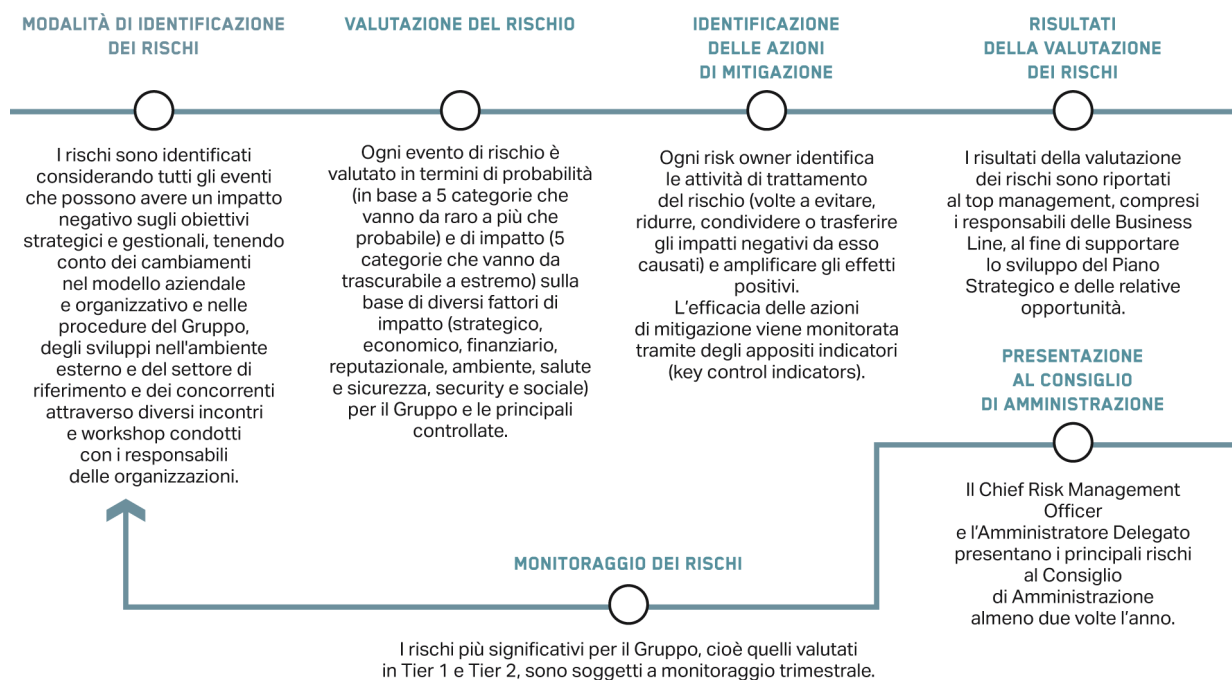 MODALITÀ DI IDENTIFICAZIONE
DEI RISCHI
I rischi sono identificati
considerando tutti gli eventi
che possono avere un impatto
negativo sugli obiettivi
strategici e gestionali, tenendo
conto dei cambiamenti
nel modello aziendale
e organizzativo e nelle
procedure del Gruppo,
degli sviluppi nell'ambiente
esterno e del settore di
riferimento e dei concorrenti
attraverso diversi incontri
e workshop condotti
con i responsabili
delle organizzazioni.
VALUTAZIONE DEL RISCHIO
Ogni evento di rischio è
valutato in termini di probabilità
(in base a 5 categorie che
vanno da raro a più che
probabile) e di impatto (5
categorie che vanno da
trascurabile a estremo) sulla
base di diversi fattori di
impatto (strategico,
economico, finanziario,
reputazionale, ambiente, salute
e sicurezza, security e sociale)
per il Gruppo e le principali
controllate.
IDENTIFICAZIONE
DELLE AZIONI
DI MITIGAZIONE
Ogni risk owner identifica
le attività di trattamento
del rischio (volte a evitare,
ridurre, condividere o trasferire
gli impatti negativi da esso
causati) e amplificare gli effetti
positivi.
L'efficacia delle azioni
di mitigazione viene monitorata
tramite degli appositi indicatori
(key control indicators).
RISULTATI
DELLA VALUTAZIONE
DEI RISCHI
I risultati della valutazione
dei rischi sono riportati
al top management, compresi
i responsabili delle Business
Line, al fine di supportare
lo sviluppo del Piano
Strategico e delle relative
opportunità.
PRESENTAZIONE
AL CONSIGLIO
DI AMMINISTRAZIONE
Il Chief Risk Management
Officer
e l'Amministratore Delegato
presentano i principali rischi
al Consiglio
di Amministrazione
almeno due volte l'anno.
MONITORAGGIO DEI RISCHI
I rischi più significativi per il Gruppo, cioè quelli valutati
in Tier 1 e Tier 2, sono soggetti a monitoraggio trimestrale.